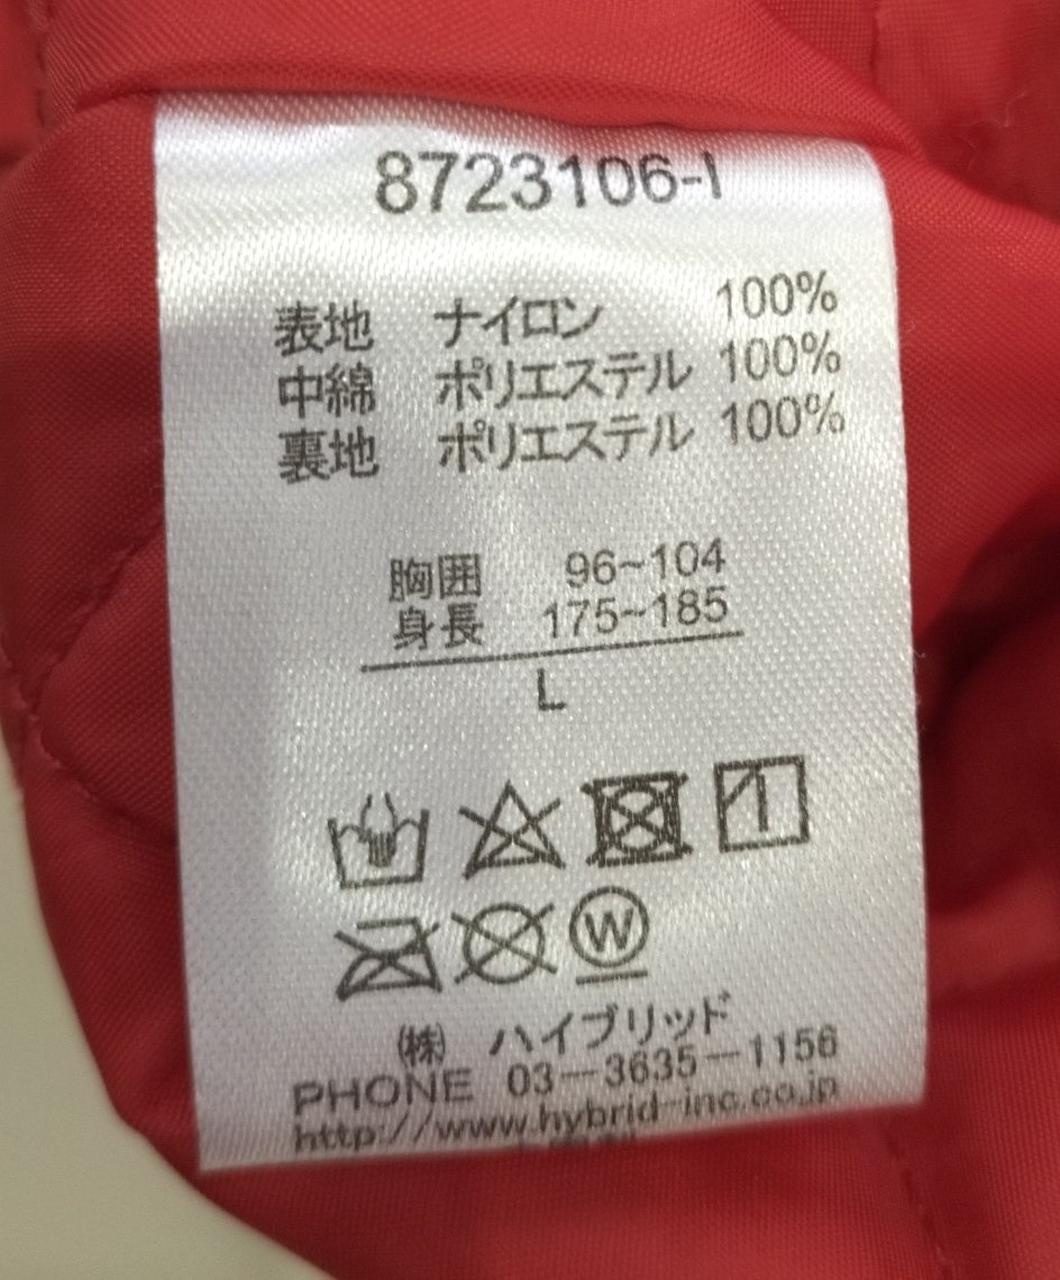 8723106-I
表地 ナイロン 100%
中綿 ポリエステル 100%
裏地 ポリエステル 100%
胸囲 96~104
身長 175~185
L
W
㈱ ハイブリッド
PHONE 03-3635-1156
http://www.hybrid-inc.co.jp